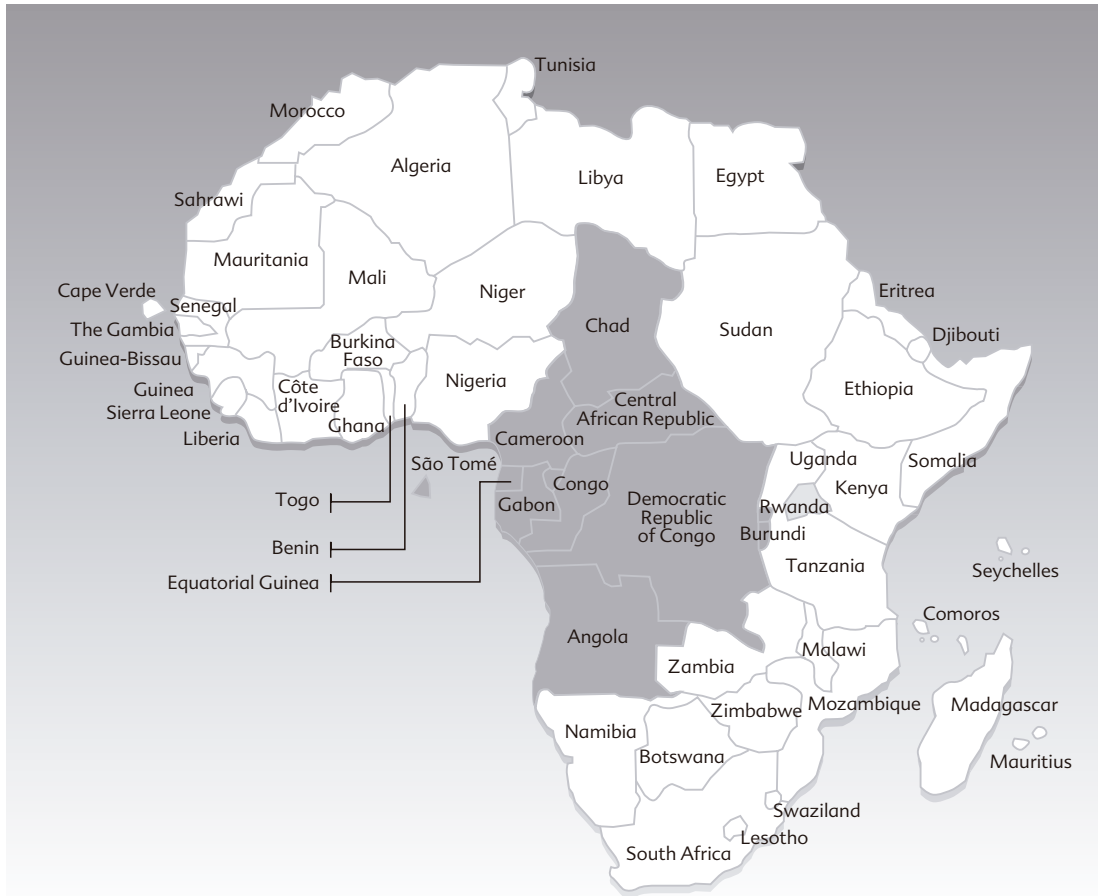 Tunisia
Morocco
Algeria
Libya
Egypt
Sahrawi
Mauritania
Mali
Niger
Chad
Sudan
Eritrea
Cape Verde
Senegal
The Gambia
Guinea-Bissau
Guinea
Sierra Leone
Liberia
Burkina
Faso
Côte
d'Ivoire
Ghana
Nigeria
Djibouti
Ethiopia
Central
African Republic
Cameroon
São Tomé
Togo
Benin
Equatorial Guinea
Gabon
Congo
Democratic
Republic
of Congo
Uganda
Kenya
Somalia
Rwanda
Burundi
Tanzania
Seychelles
Comoros
Angola
Zambia
Malawi
Mozambique
Madagascar
Mauritius
Namibia
Zimbabwe
Botswana
Swaziland
Lesotho
South Africa